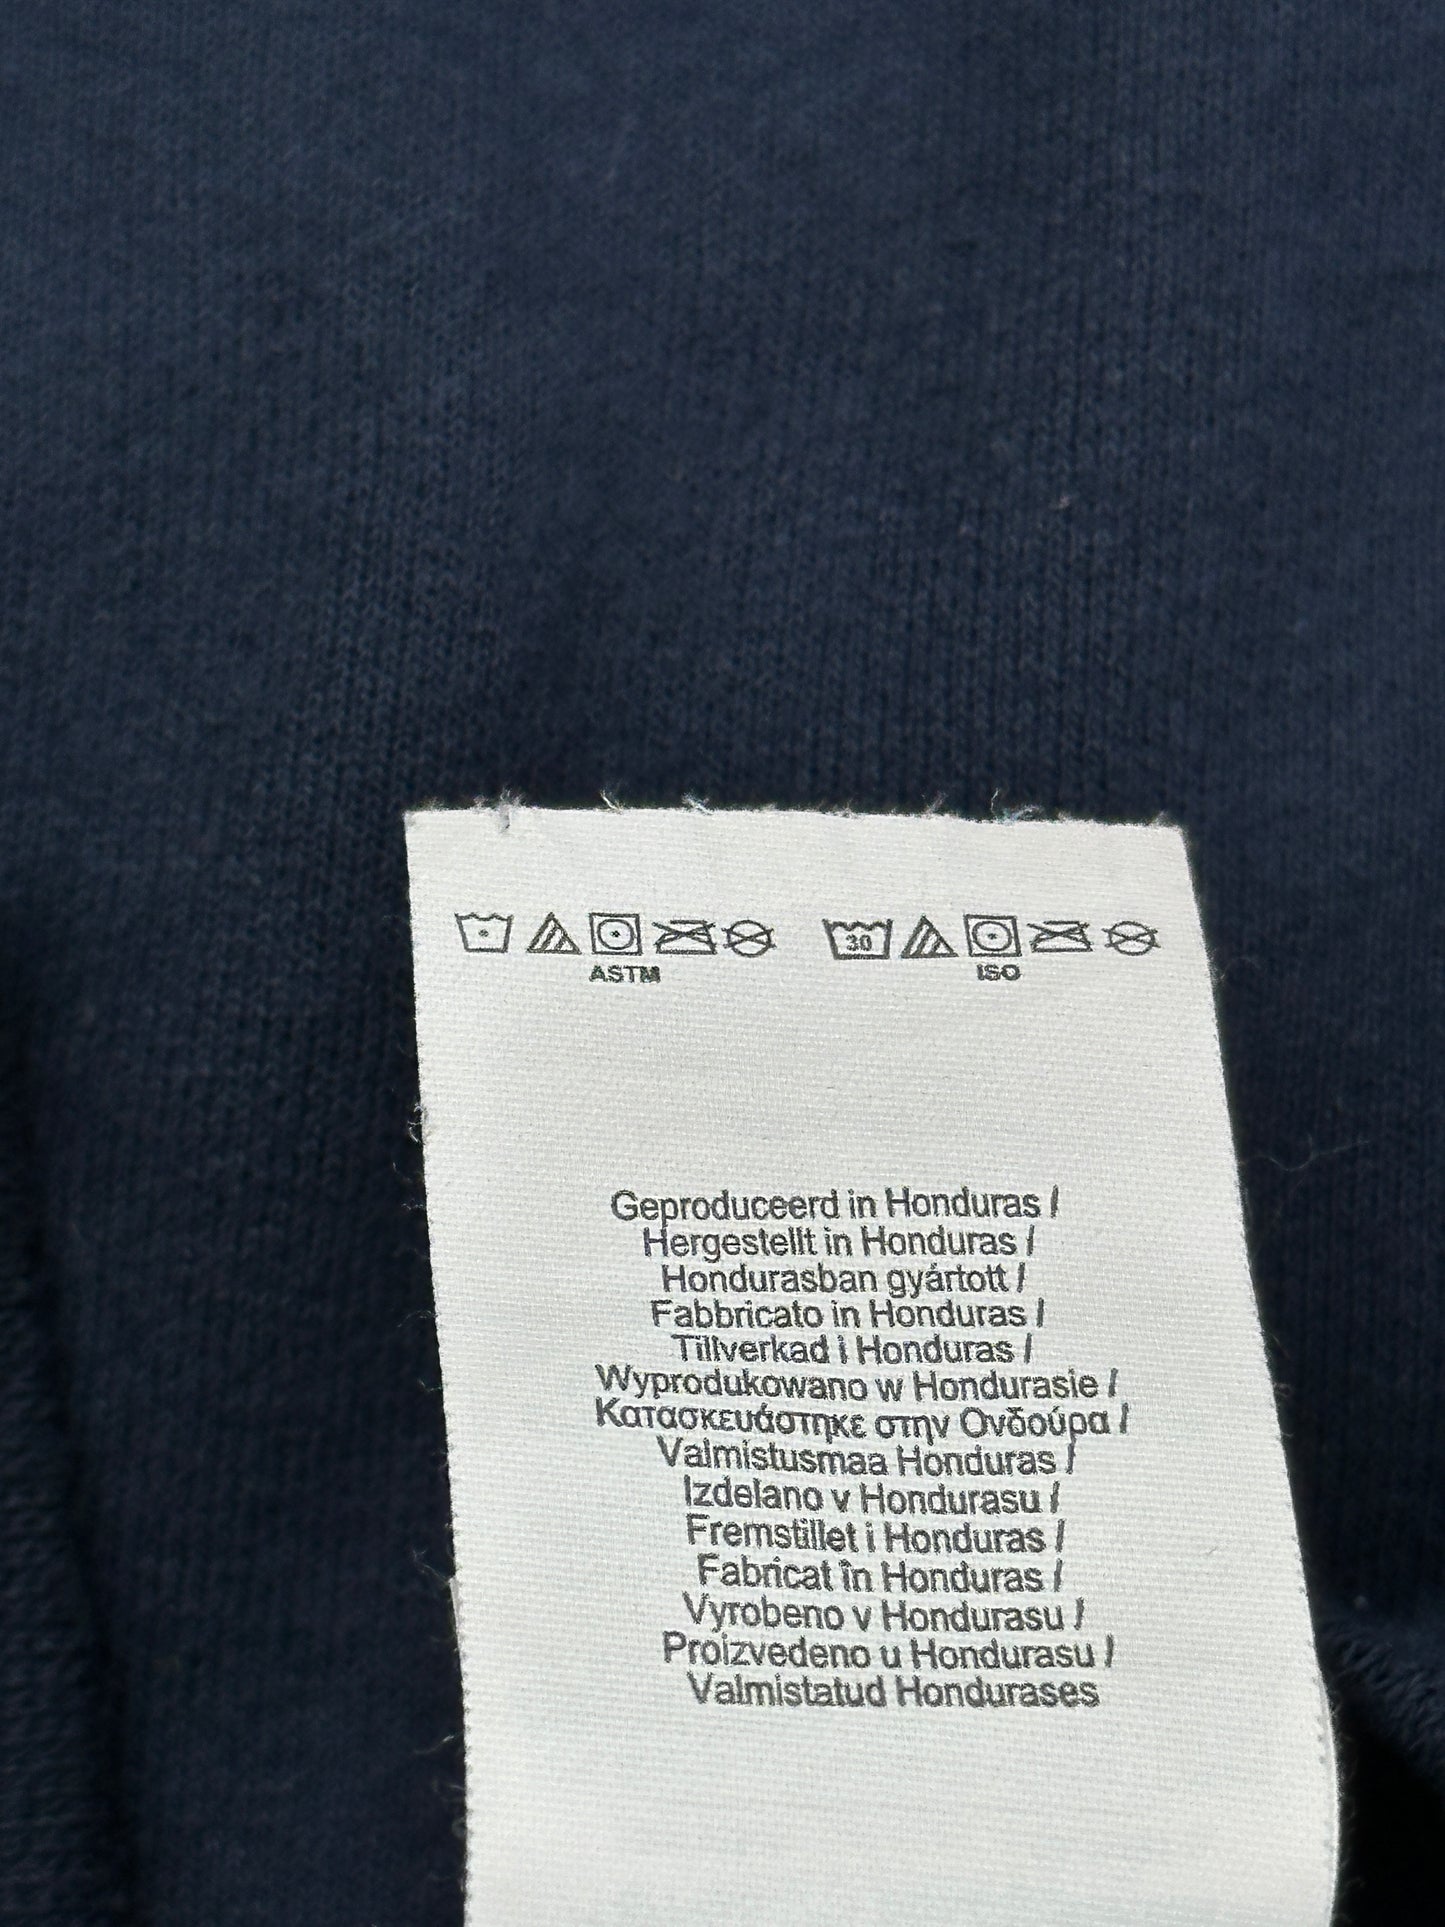 30
ASTM ISO
Geproduceerd in Honduras /
Hergestellt in Honduras /
Hondurasban gyártott /
Fabbricato in Honduras /
Tillverkad i Honduras /
Wyprodukowano w Hondurasie /
Κατασκευάστηκε στην Ονδούρα /
Valmistusmaa Honduras /
Izdelano v Hondurasu /
Fremstillet i Honduras /
Fabricat în Honduras /
Vyrobeno v Hondurasu /
Proizvedeno u Hondurasu /
Valmistatud Hondurases